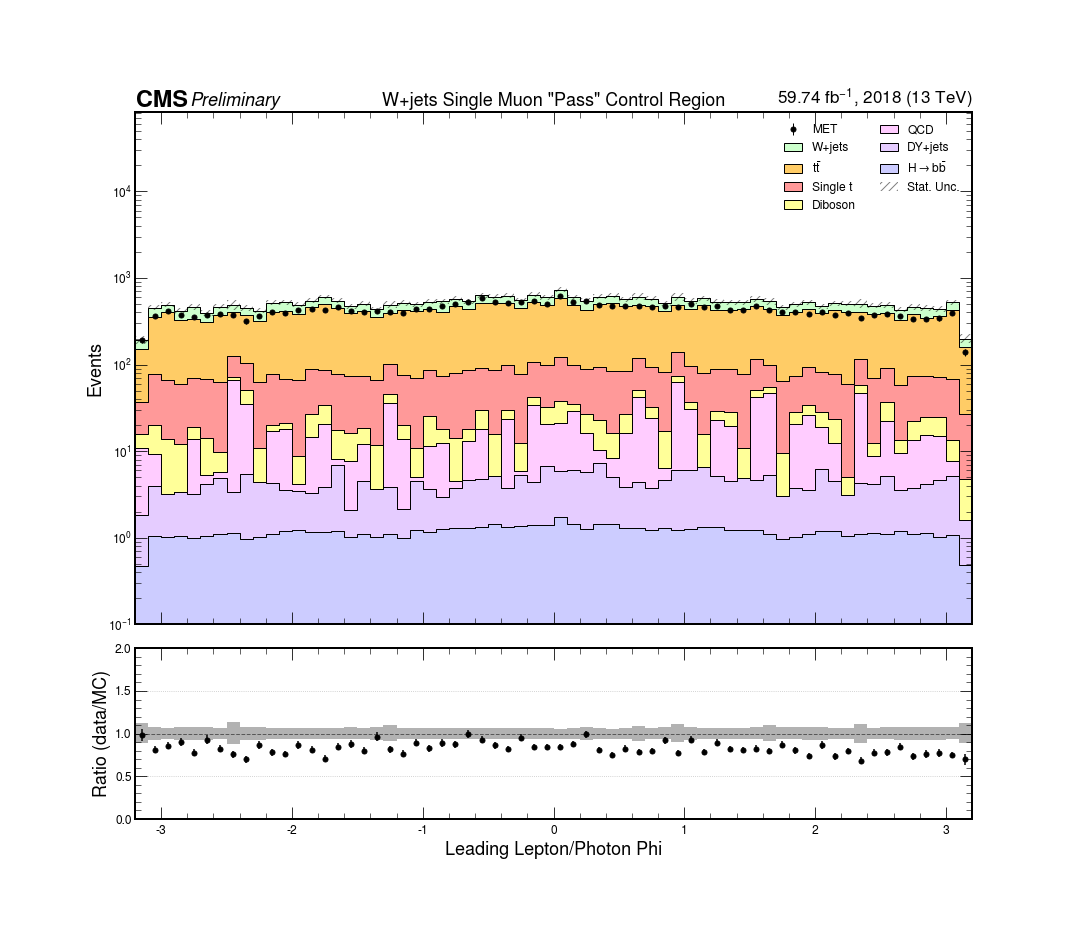 CMS Preliminary W+jets Single Muon "Pass" Control Region 59.74 fb⁻¹, 2018 (13 TeV)
MET QCD
W+jets DY+jets
tt̄ H→bb̄
Single t Stat. Unc.
Diboson
Events
10⁴
10³
10²
10¹
10⁰
10⁻¹
Ratio (data/MC)
2.0
1.5
1.0
0.5
0.0
-3 -2 -1 0 1 2 3
Leading Lepton/Photon Phi